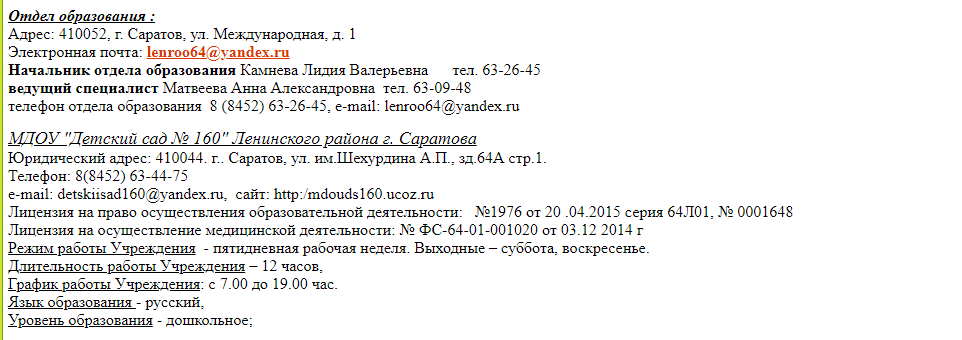 Отдел образования :
Адрес: 410052, г. Саратов, ул. Международная, д. 1
Электронная почта: lenroo64@yandex.ru
Начальник отдела образования Камнева Лидия Валерьевна тел. 63-26-45
ведущий специалист Матвеева Анна Александровна тел. 63-09-48
телефон отдела образования 8 (8452) 63-26-45, e-mail: lenroo64@yandex.ru
МДОУ "Детский сад № 160" Ленинского района г. Саратова
Юридический адрес: 410044. г.. Саратов, ул. им.Шехурдина А.П., зд.64А стр.1.
Телефон: 8(8452) 63-44-75
e-mail: detskiisad160@yandex.ru, сайт: http:/mdouds160.ucoz.ru
Лицензия на право осуществления образовательной деятельности: №1976 от 20 .04.2015 серия 64Л01, № 0001648
Лицензия на осуществление медицинской деятельности: № ФС-64-01-001020 от 03.12 2014 г
Режим работы Учреждения - пятидневная рабочая неделя. Выходные – суббота, воскресенье.
Длительность работы Учреждения – 12 часов,
График работы Учреждения: с 7.00 до 19.00 час.
Язык образования - русский,
Уровень образования - дошкольное;